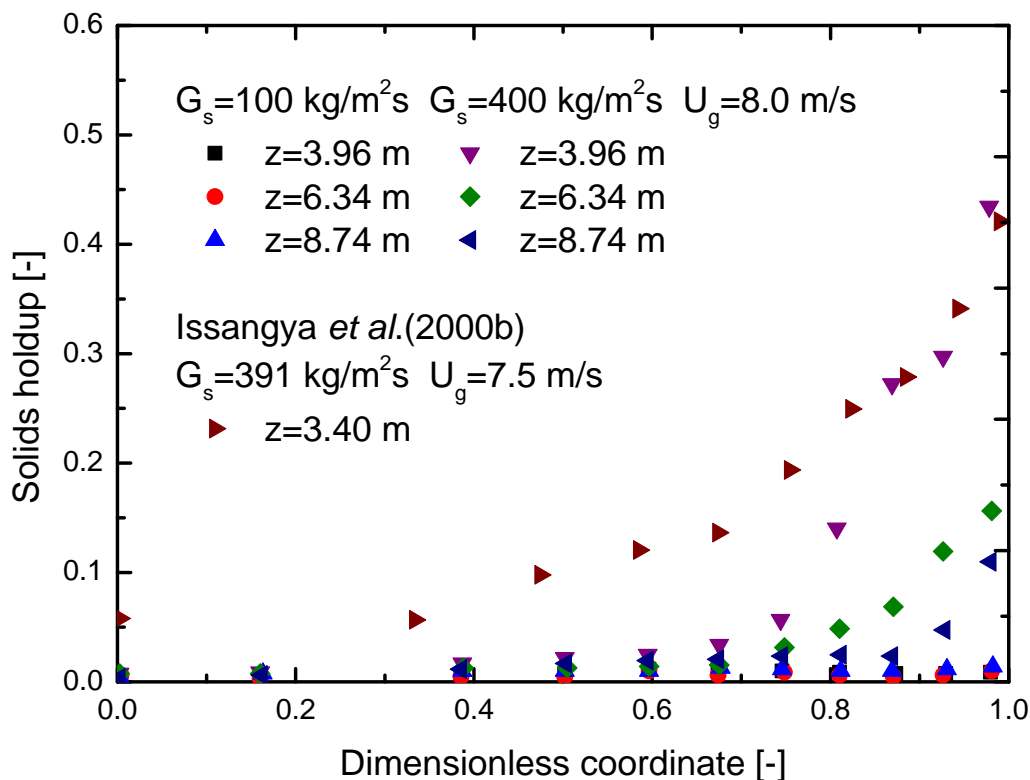 0.6
0.5
0.4
0.3
0.2
0.1
0.0
Solids holdup [-]
G_s=100 kg/m²s G_s=400 kg/m²s U_g=8.0 m/s
z=3.96 m z=3.96 m
z=6.34 m z=6.34 m
z=8.74 m z=8.74 m
Issangya et al.(2000b)
G_s=391 kg/m²s U_g=7.5 m/s
z=3.40 m
0.0 0.2 0.4 0.6 0.8 1.0
Dimensionless coordinate [-]